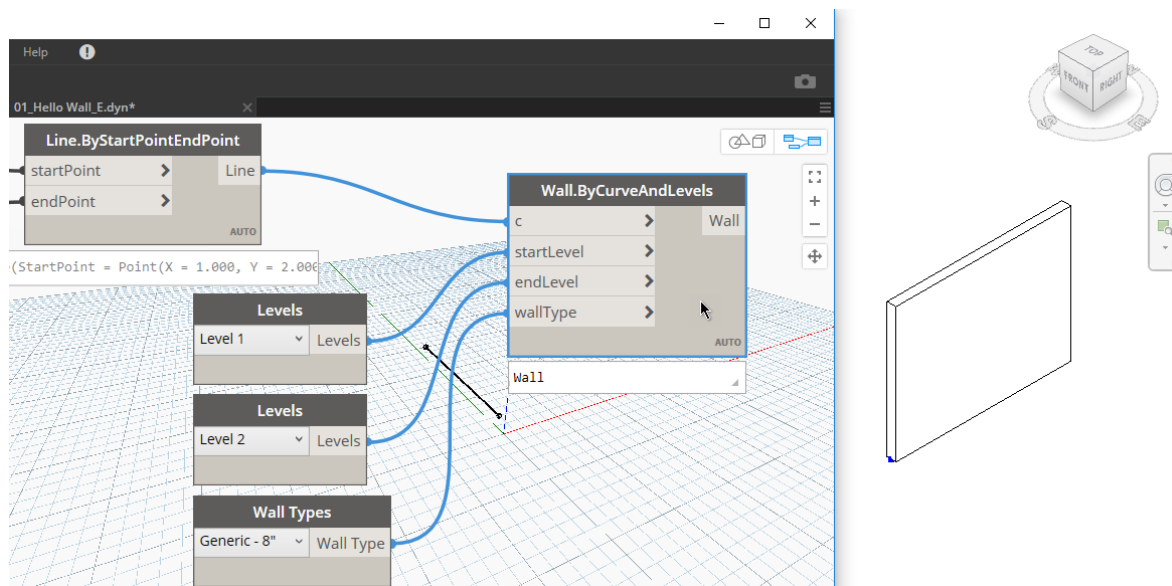 Help
01_Hello Wall_E.dyn*
Line.ByStartPointEndPoint
startPoint > Line
endPoint >
AUTO
(StartPoint = Point(X = 1.000, Y = 2.000
Levels
Level 1 Levels
Levels
Level 2 Levels
Wall Types
Generic - 8" Wall Type
Wall.ByCurveAndLevels
c > Wall
startLevel >
endLevel >
wallType >
AUTO
Wall
TOP
FRONT RIGHT